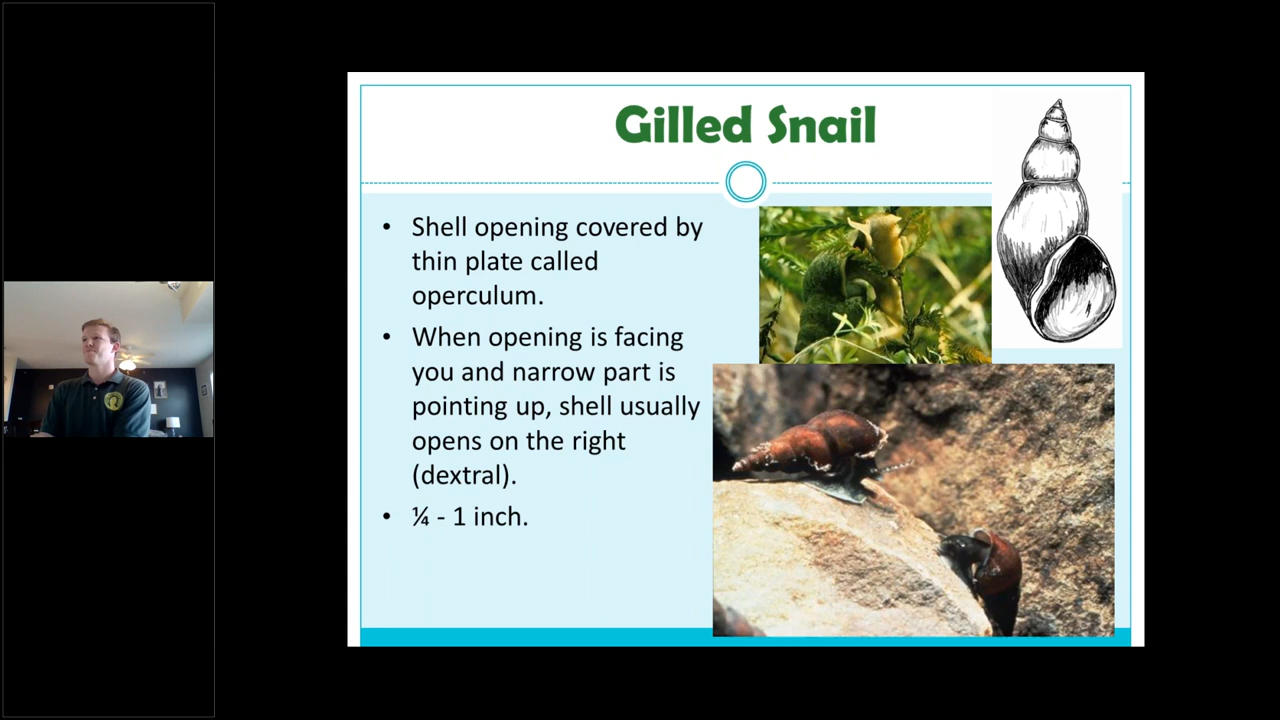 Gilled Snail
• Shell opening covered by
thin plate called
operculum.
• When opening is facing
you and narrow part is
pointing up, shell usually
opens on the right
(dextral).
• ¼ - 1 inch.